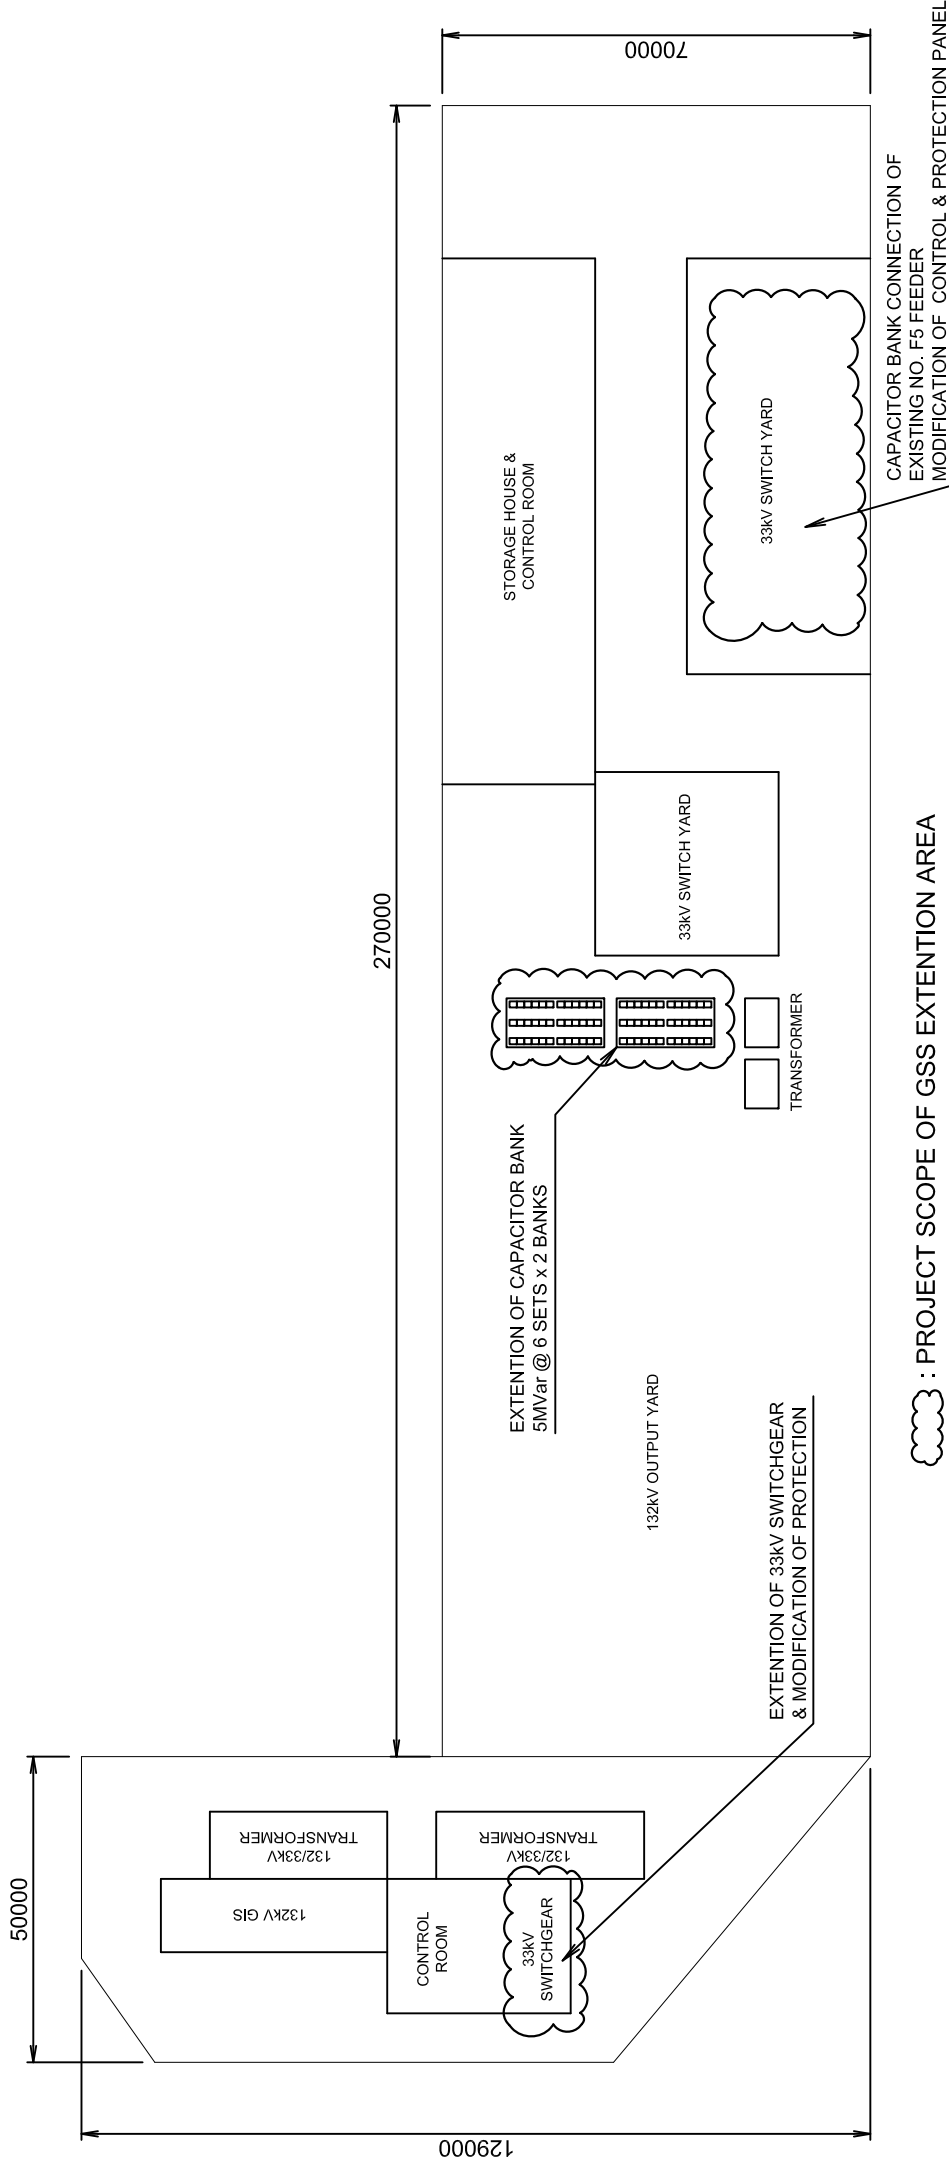 50000
129000
270000
70000
132kV GIS
132/33kV
TRANSFORMER
132/33kV
TRANSFORMER
CONTROL
ROOM
33kV
SWITCHGEAR
EXTENTION OF 33kV SWITCHGEAR
& MODIFICATION OF PROTECTION
132kV OUTPUT YARD
EXTENTION OF CAPACITOR BANK
5MVar @ 6 SETS x 2 BANKS
TRANSFORMER
33kV SWITCH YARD
STORAGE HOUSE &
CONTROL ROOM
33kV SWITCH YARD
CAPACITOR BANK CONNECTION OF
EXISTING NO. F5 FEEDER
MODIFICATION OF CONTROL & PROTECTION PANEL
: PROJECT SCOPE OF GSS EXTENTION AREA